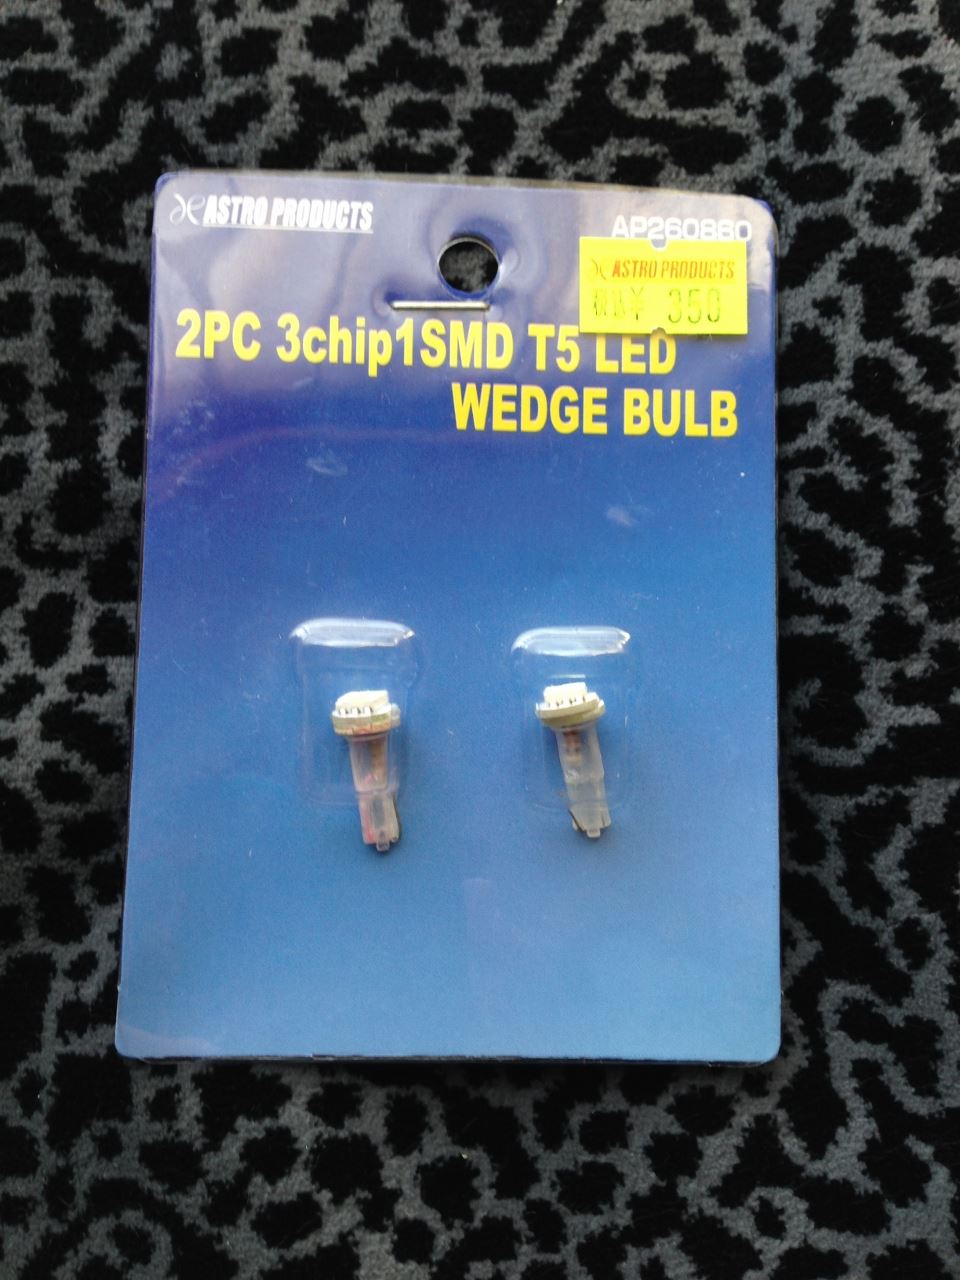 ASTRO PRODUCTS
AP260860
ASTRO PRODUCTS
¥ 350
2PC 3chip1SMD T5 LED
WEDGE BULB